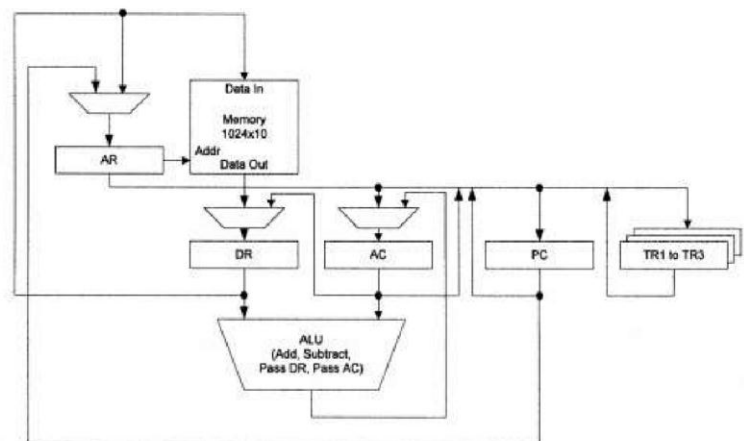 Data In
Memory
1024x10
Addr
Data Out
AR
DR
AC
PC
TR1 to TR3
ALU
(Add, Subtract,
Pass DR, Pass AC)